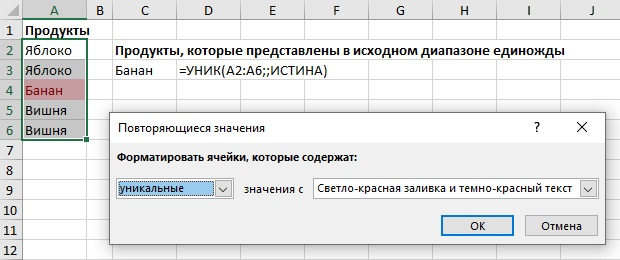 A B C D E F G H I J
1 Продукты
2 Яблоко Продукты, которые представлены в исходном диапазоне единожды
3 Яблоко Банан =УНИК(A2:A6;;ИСТИНА)
4 Банан
5 Вишня
6 Вишня
Повторяющиеся значения ? ×
7
Форматировать ячейки, которые содержат:
8
9 уникальные значения с Светло-красная заливка и темно-красный текст
10
11 ОК Отмена
12